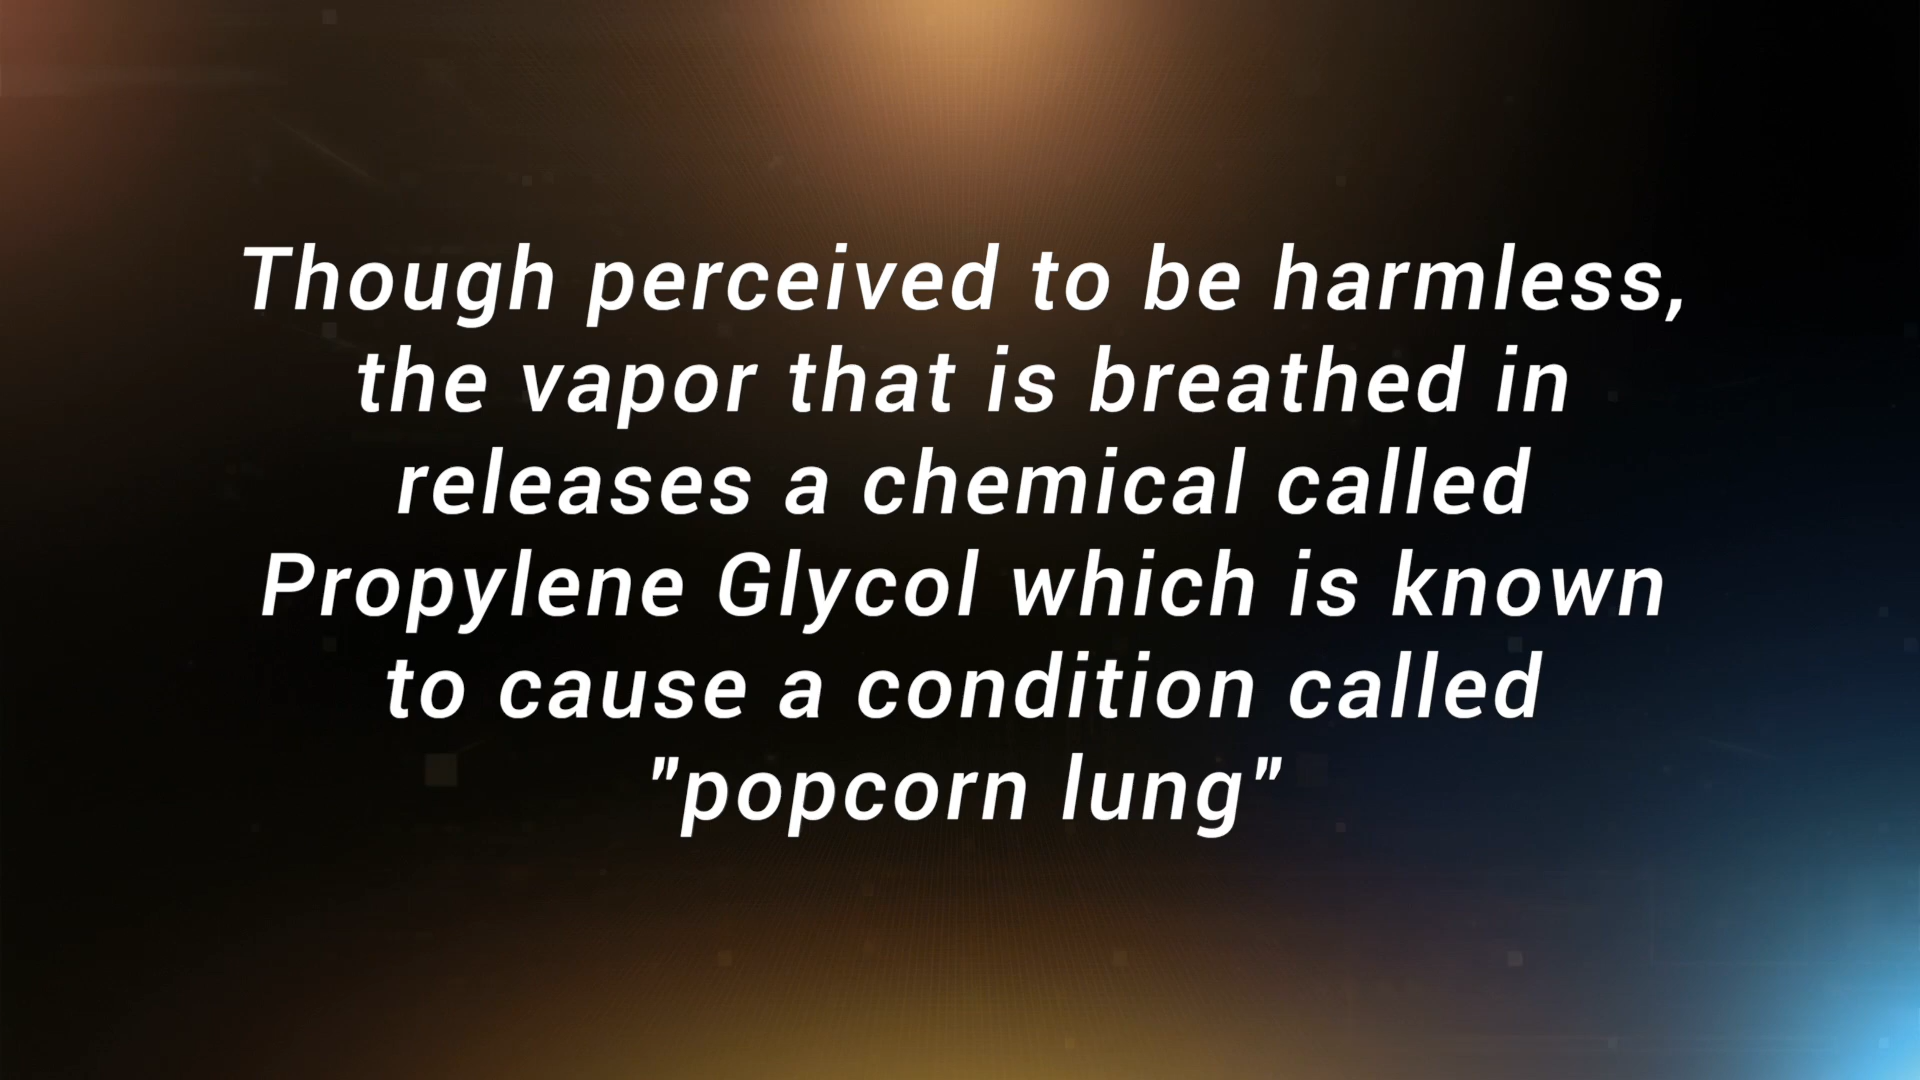 Though perceived to be harmless,
the vapor that is breathed in
releases a chemical called
Propylene Glycol which is known
to cause a condition called
"popcorn lung"